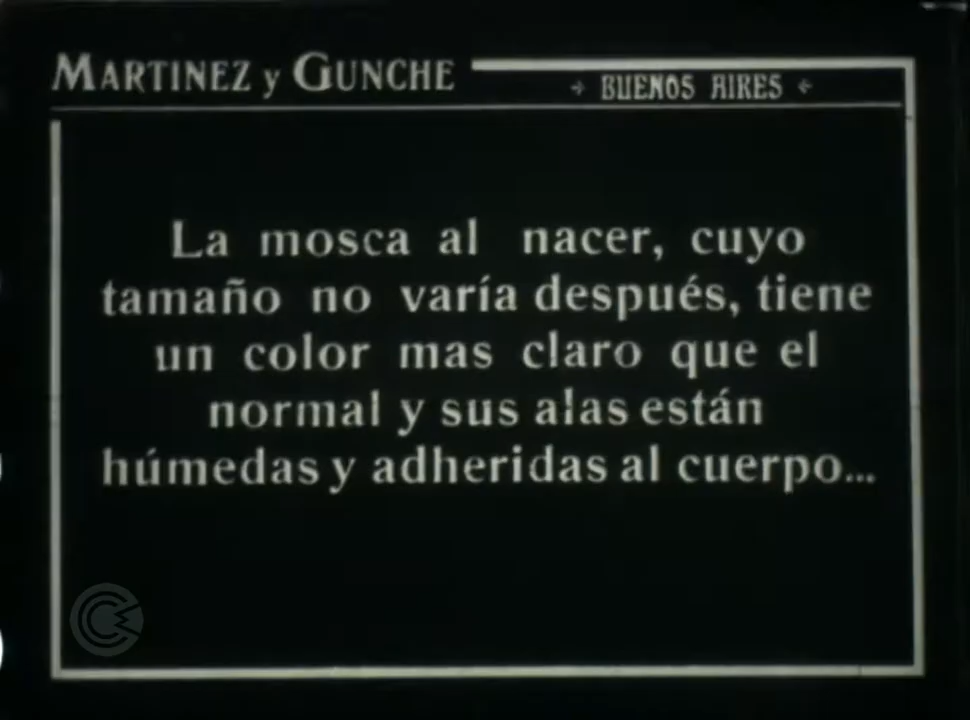 MARTINEZ y GUNCHE
BUENOS AIRES
La mosca al nacer, cuyo
tamaño no varía después, tiene
un color mas claro que el
normal y sus alas están
húmedas y adheridas al cuerpo...